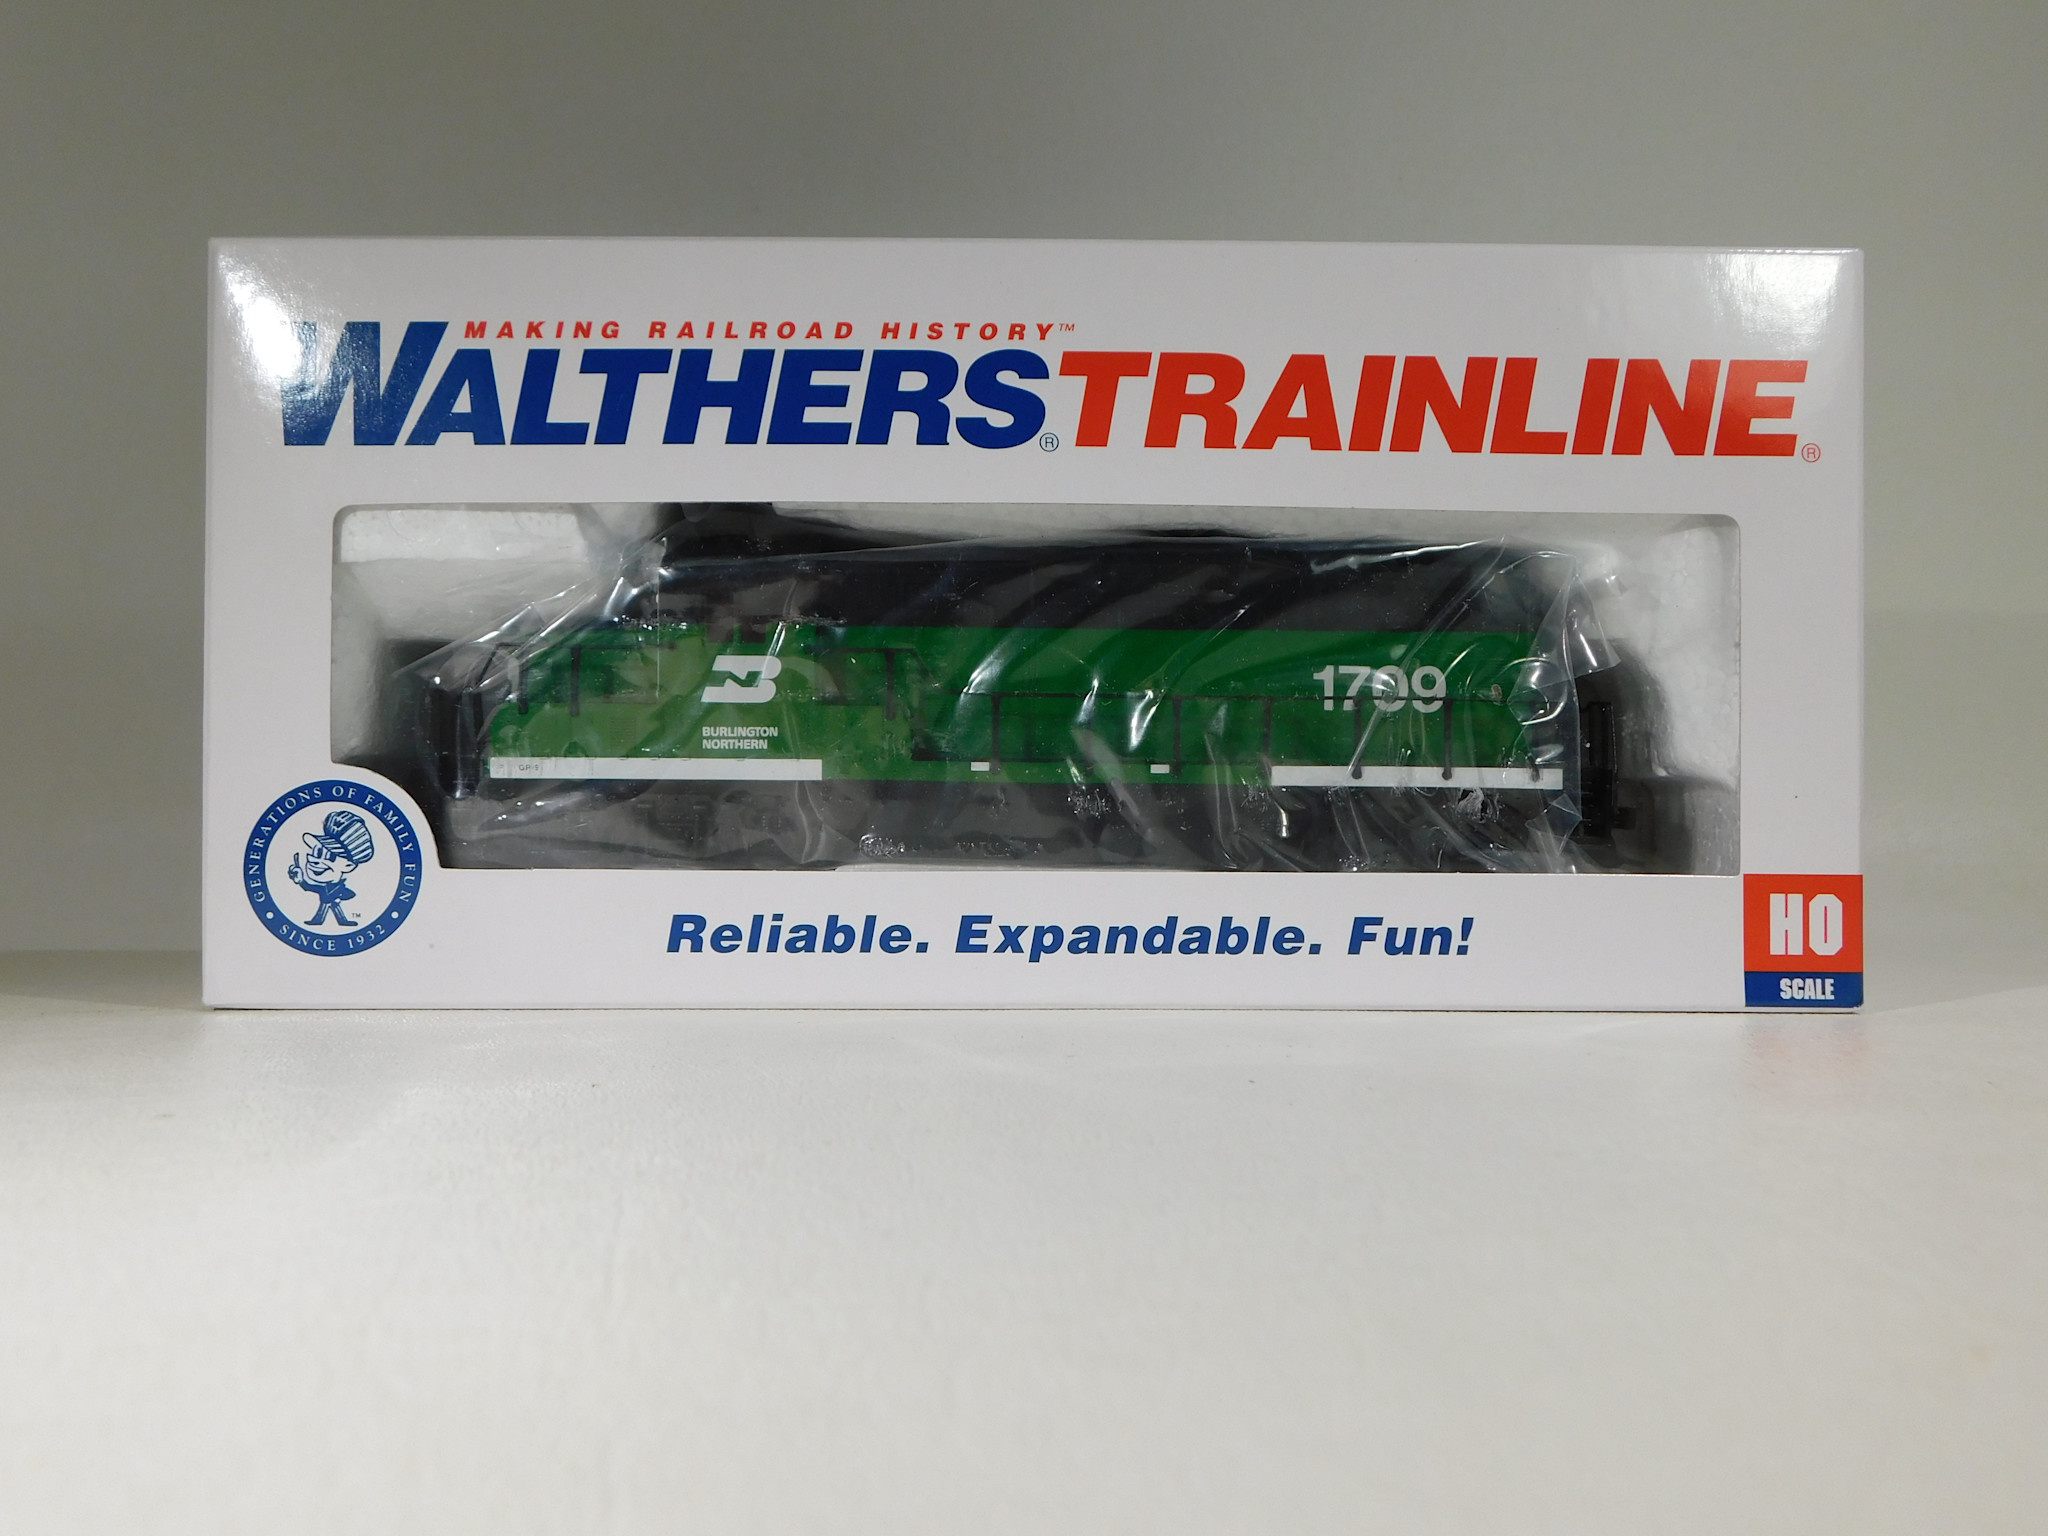 MAKING RAILROAD HISTORY™
WALTHERS®TRAINLINE®
1709
BURLINGTON
NORTHERN
GENERATIONS OF FAMILY FUN
• SINCE 1932 •
™
Reliable. Expandable. Fun!
HO
SCALE